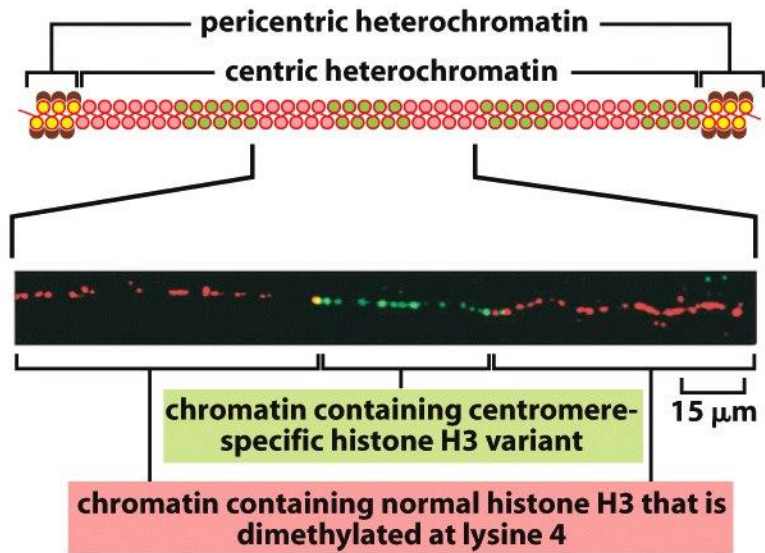 pericentric heterochromatin
centric heterochromatin
chromatin containing centromere-
specific histone H3 variant
15 μm
chromatin containing normal histone H3 that is
dimethylated at lysine 4